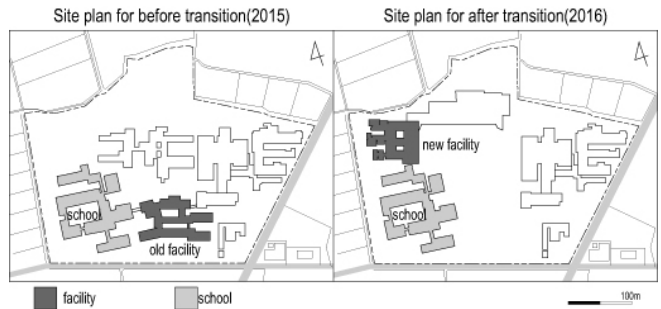 Site plan for before transition(2015)
Site plan for after transition(2016)
school
old facility
new facility
school
facility
school
100m